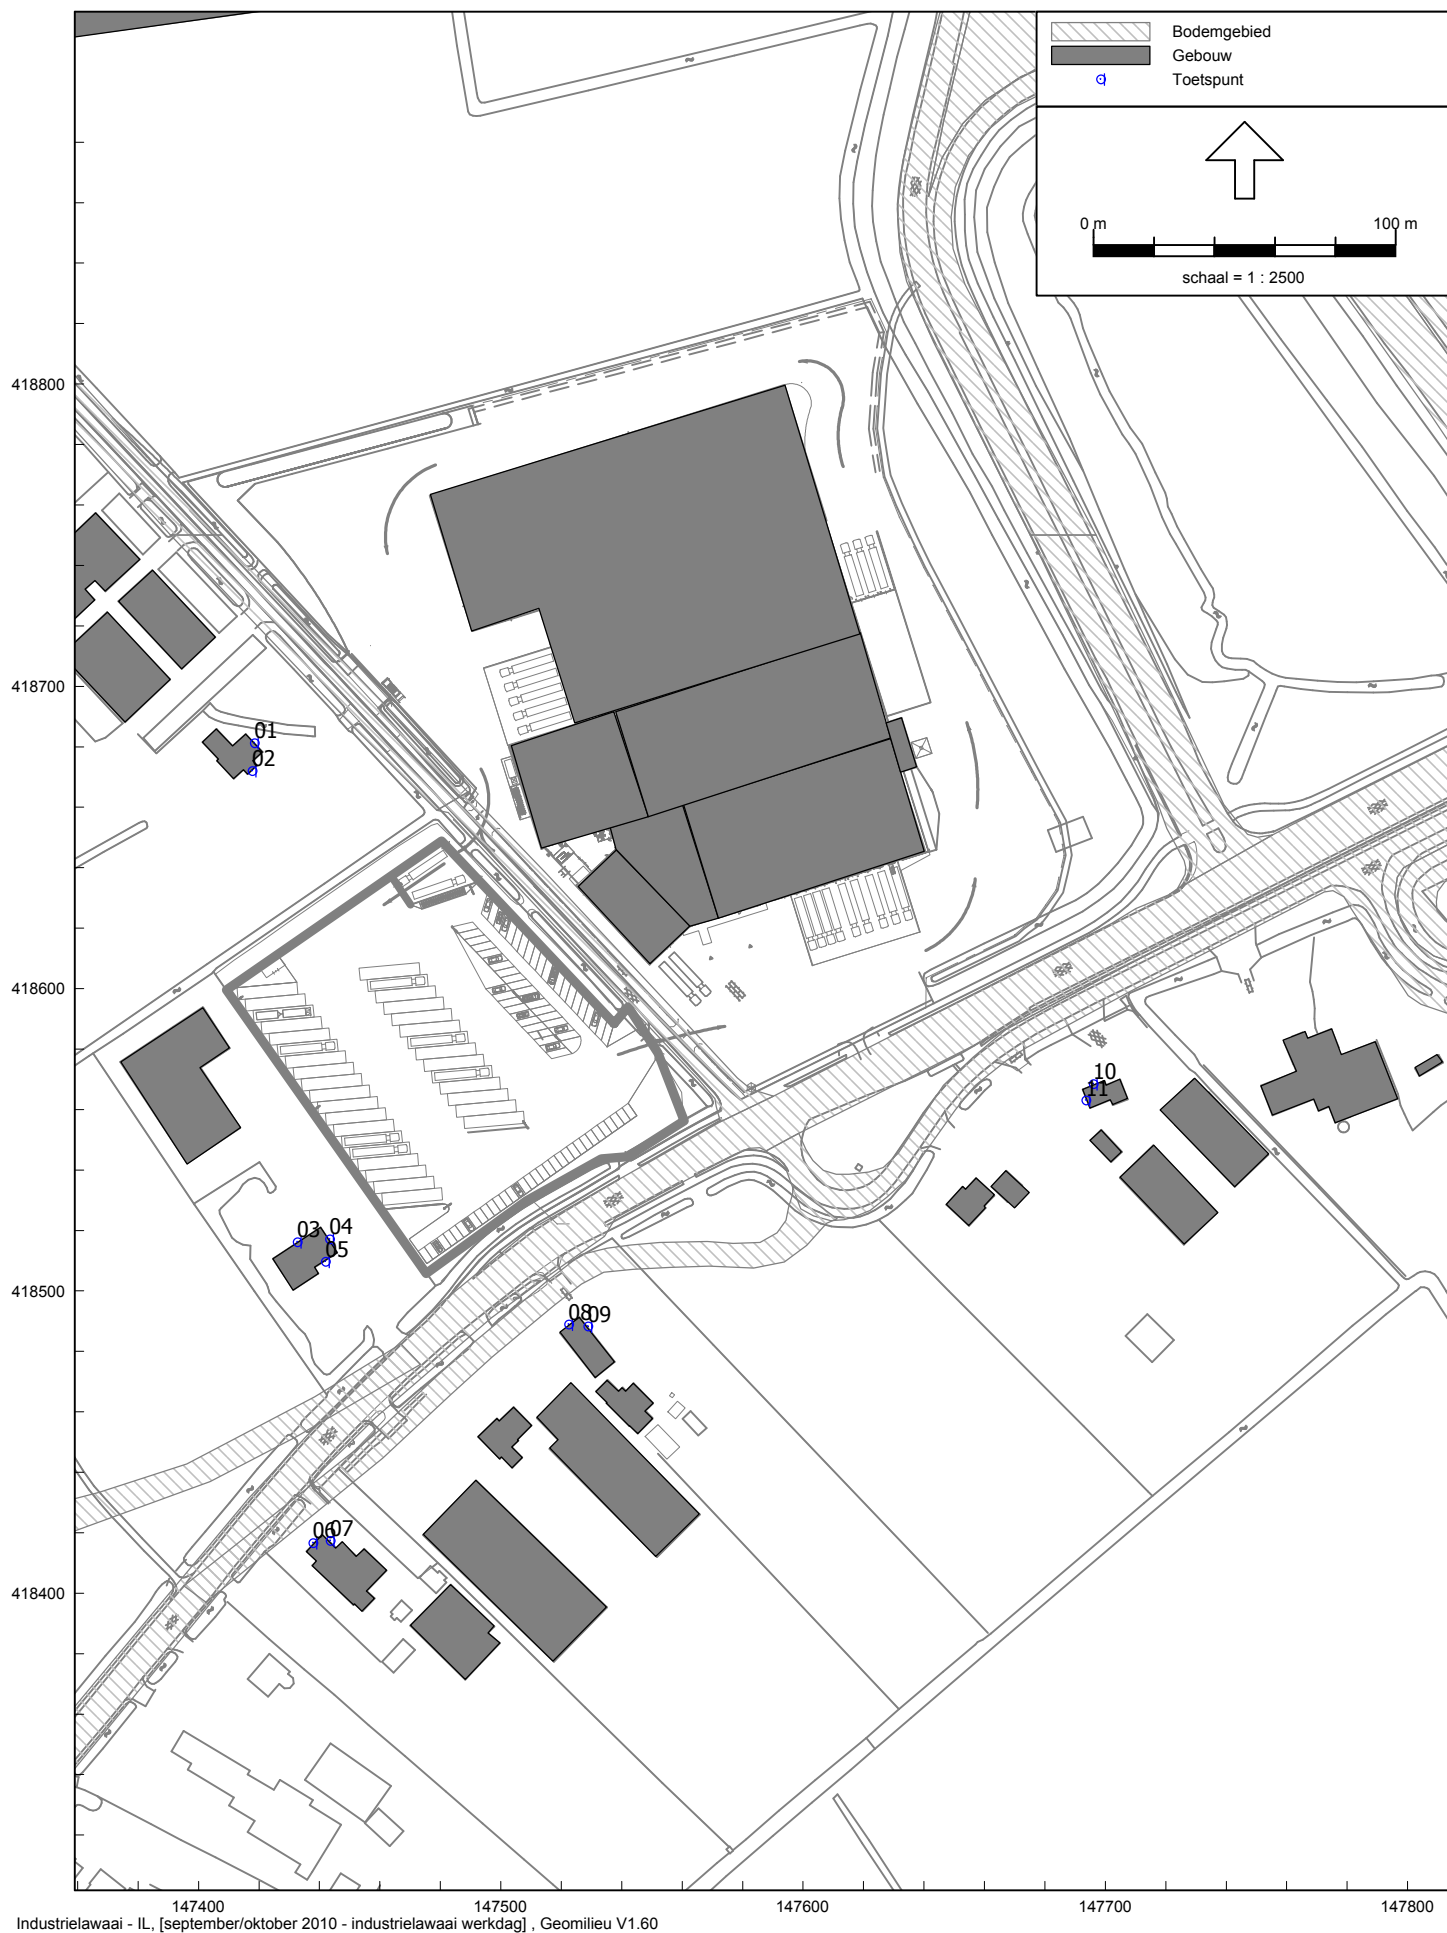 Bodemgebied
Gebouw
Toetspunt
0 m 100 m
schaal = 1 : 2500
418800
418700
01
02
418600
10
11
03 04
05
418500
08 09
06 07
418400
147400 147500 147600 147700 147800
Industrielawaai - IL, [september/oktober 2010 - industrielawaai werkdag] , Geomilieu V1.60